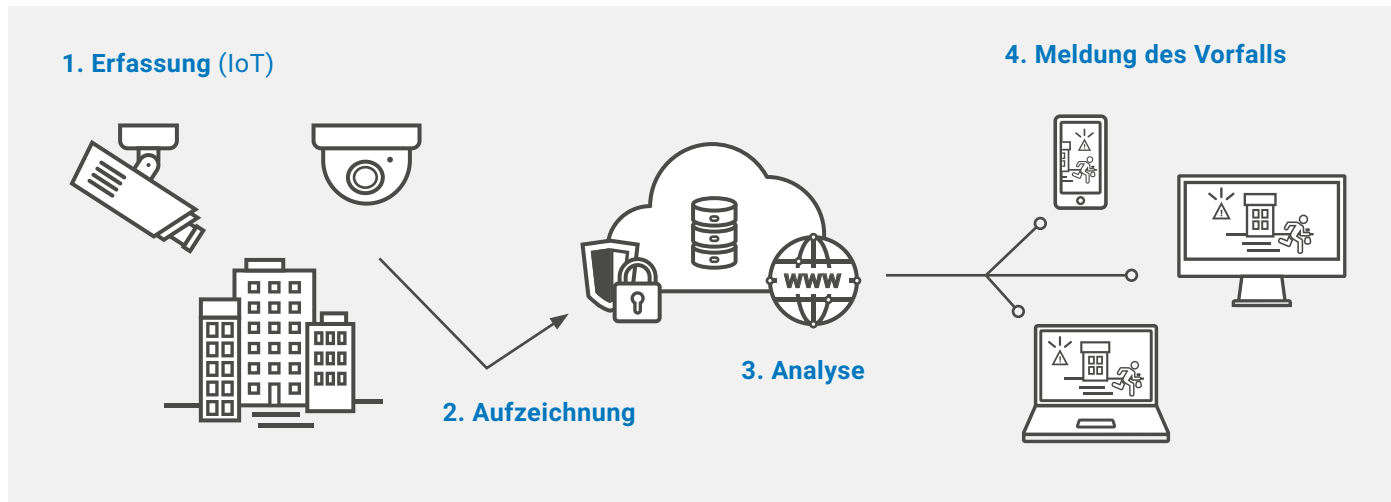 1. Erfassung (IoT)
2. Aufzeichnung
WWW
3. Analyse
4. Meldung des Vorfalls